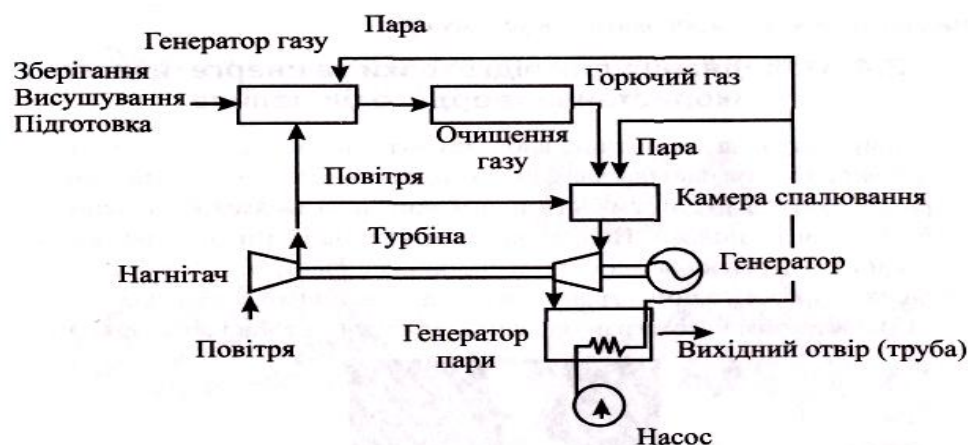 Пара
Генератор газу
Зберігання
Висушування
Підготовка
Горючий газ
Очищення
газу
Пара
Повітря
Камера спалювання
Турбіна
Нагнітач
Генератор
Повітря
Генератор
пари
Вихідний отвір (труба)
Насос